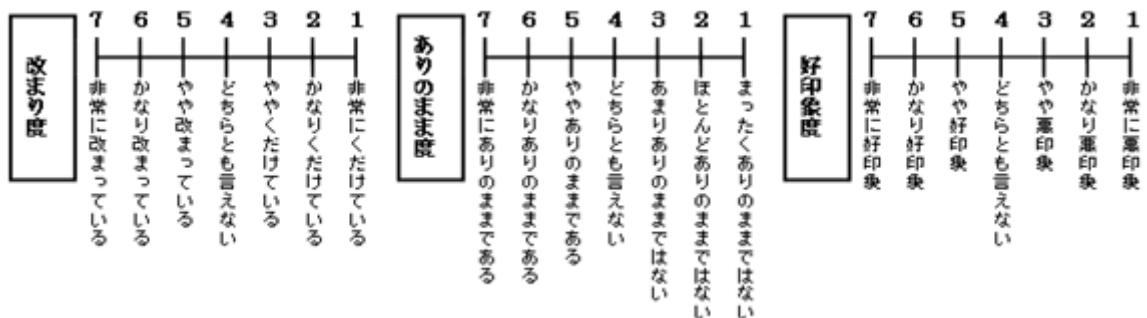 改まり度
7 6 5 4 3 2 1
非常に改まっている
かなり改まっている
やや改まっている
どちらとも言えない
ややくだけている
かなりくだけている
非常にくだけている
ありのまま度
7 6 5 4 3 2 1
非常にありのままである
かなりありのままである
ややありのままである
どちらとも言えない
あまりありのままではない
ほとんどありのままではない
まったくありのままではない
好印象度
7 6 5 4 3 2 1
非常に好印象
かなり好印象
やや好印象
どちらとも言えない
やや悪印象
かなり悪印象
非常に悪印象